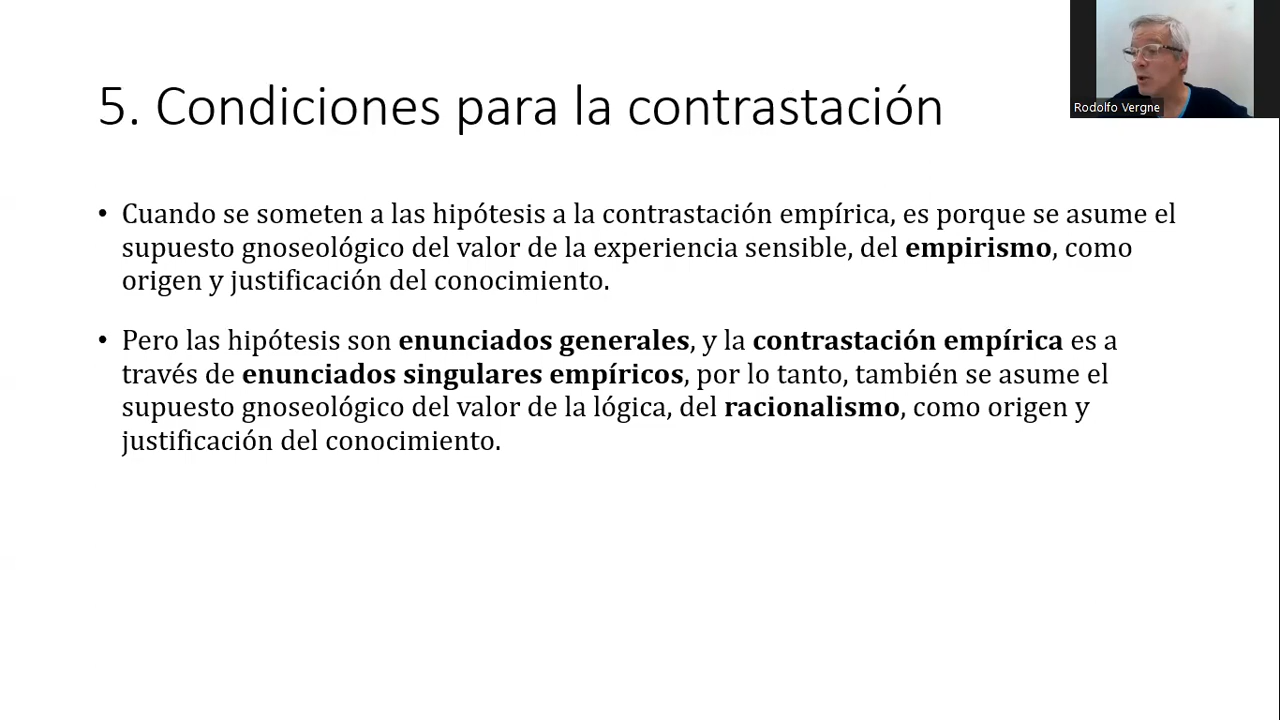 5. Condiciones para la contrastación
Rodolfo Vergne
• Cuando se someten a las hipótesis a la contrastación empírica, es porque se asume el
supuesto gnoseológico del valor de la experiencia sensible, del empirismo, como
origen y justificación del conocimiento.
• Pero las hipótesis son enunciados generales, y la contrastación empírica es a
través de enunciados singulares empíricos, por lo tanto, también se asume el
supuesto gnoseológico del valor de la lógica, del racionalismo, como origen y
justificación del conocimiento.